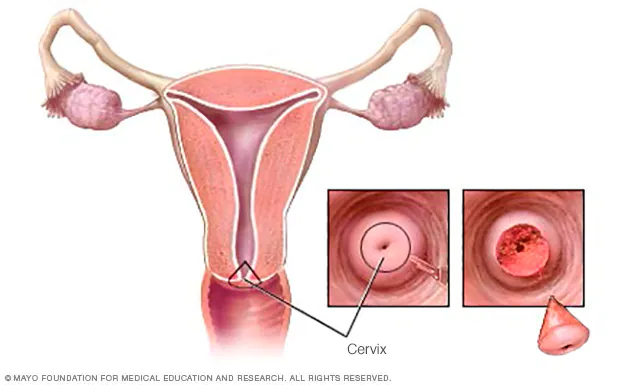 Cervix
© MAYO FOUNDATION FOR MEDICAL EDUCATION AND RESEARCH. ALL RIGHTS RESERVED.